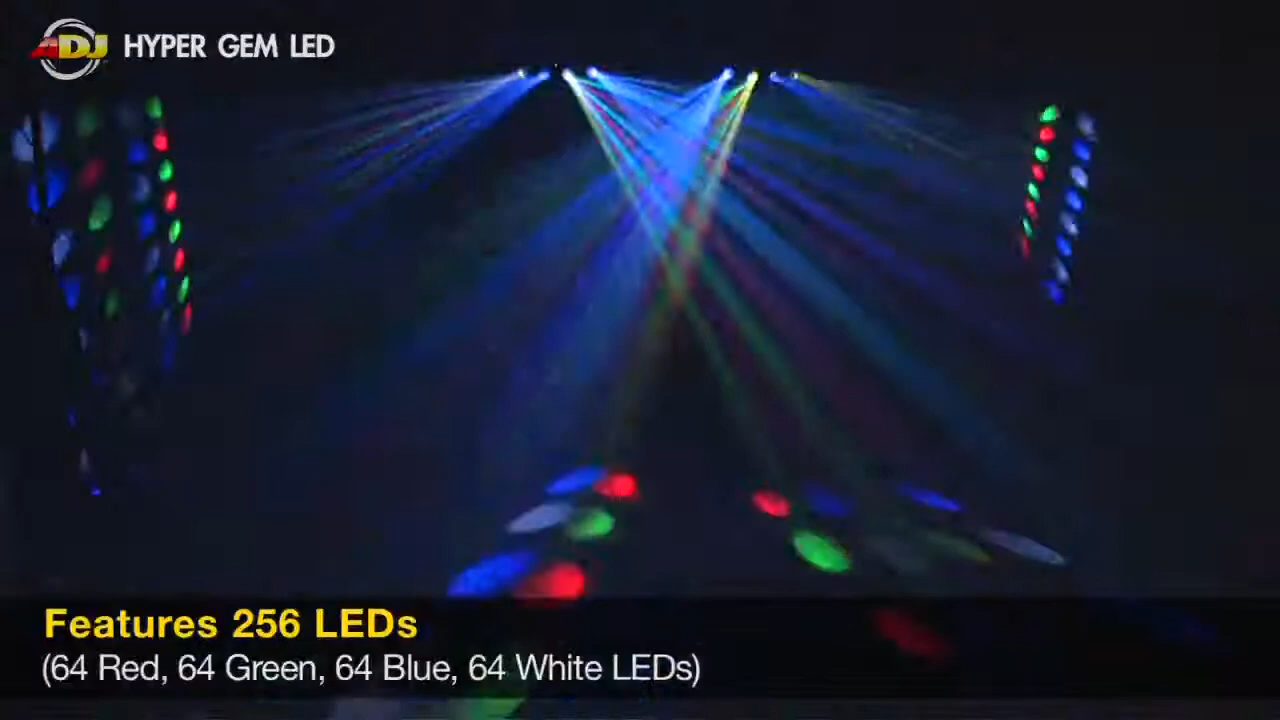 ADJ HYPER GEM LED
Features 256 LEDs
(64 Red, 64 Green, 64 Blue, 64 White LEDs)